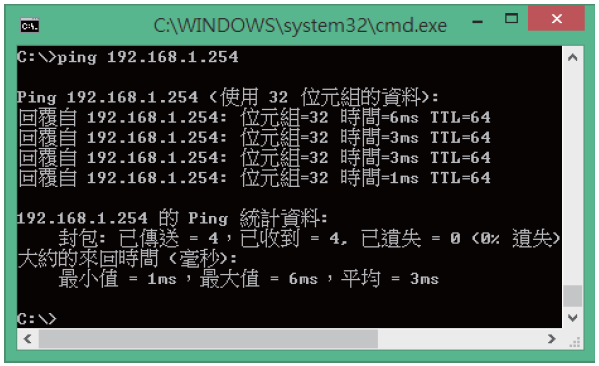 C:\WINDOWS\system32\cmd.exe
C:\>ping 192.168.1.254
Ping 192.168.1.254 (使用 32 位元組的資料):
回覆自 192.168.1.254: 位元組=32 時間=6ms TTL=64
回覆自 192.168.1.254: 位元組=32 時間=3ms TTL=64
回覆自 192.168.1.254: 位元組=32 時間=3ms TTL=64
回覆自 192.168.1.254: 位元組=32 時間=1ms TTL=64
192.168.1.254 的 Ping 統計資料:
封包: 已傳送 = 4，已收到 = 4, 已遺失 = 0 (0% 遺失)
大約的來回時間 (毫秒):
最小值 = 1ms，最大值 = 6ms，平均 = 3ms
C:\>